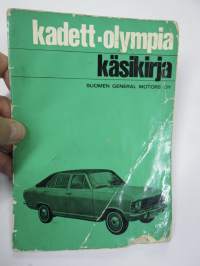 kadett·olympia
käsikirja
SUOMEN GENERAL MOTORS OY